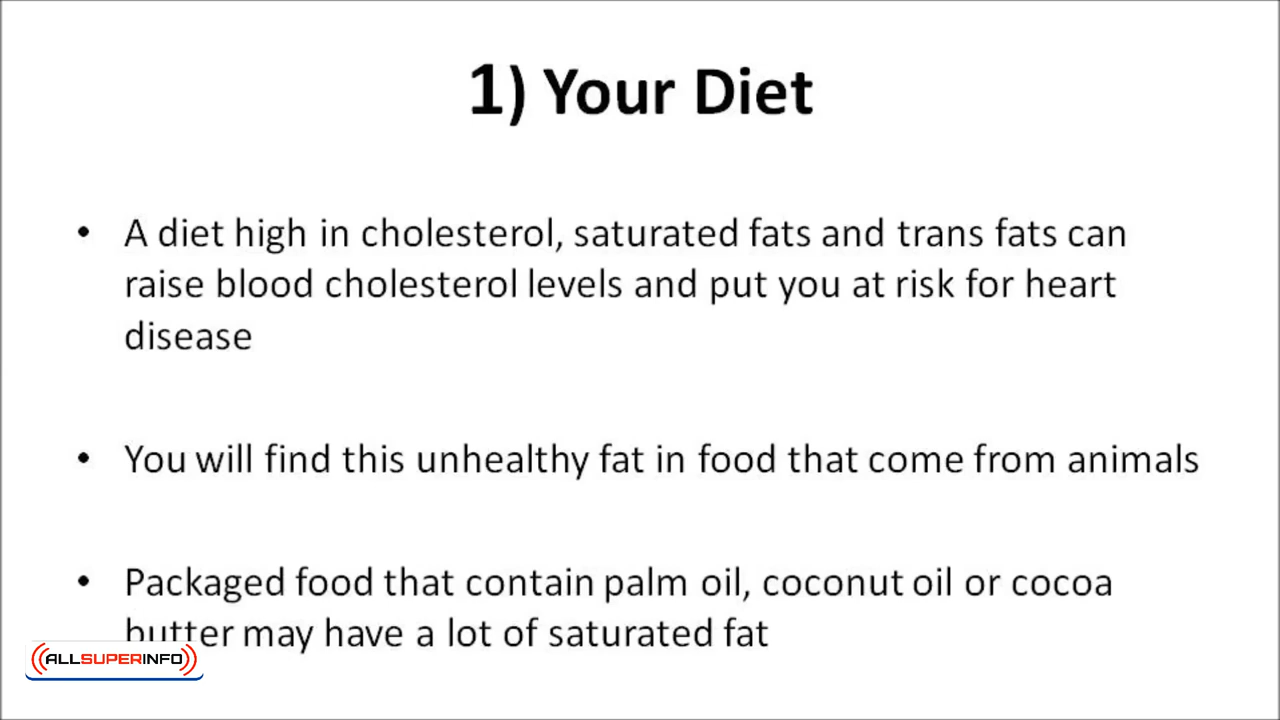 1) Your Diet
• A diet high in cholesterol, saturated fats and trans fats can
raise blood cholesterol levels and put you at risk for heart
disease
• You will find this unhealthy fat in food that come from animals
• Packaged food that contain palm oil, coconut oil or cocoa
butter may have a lot of saturated fat
ALLSUPERINFO